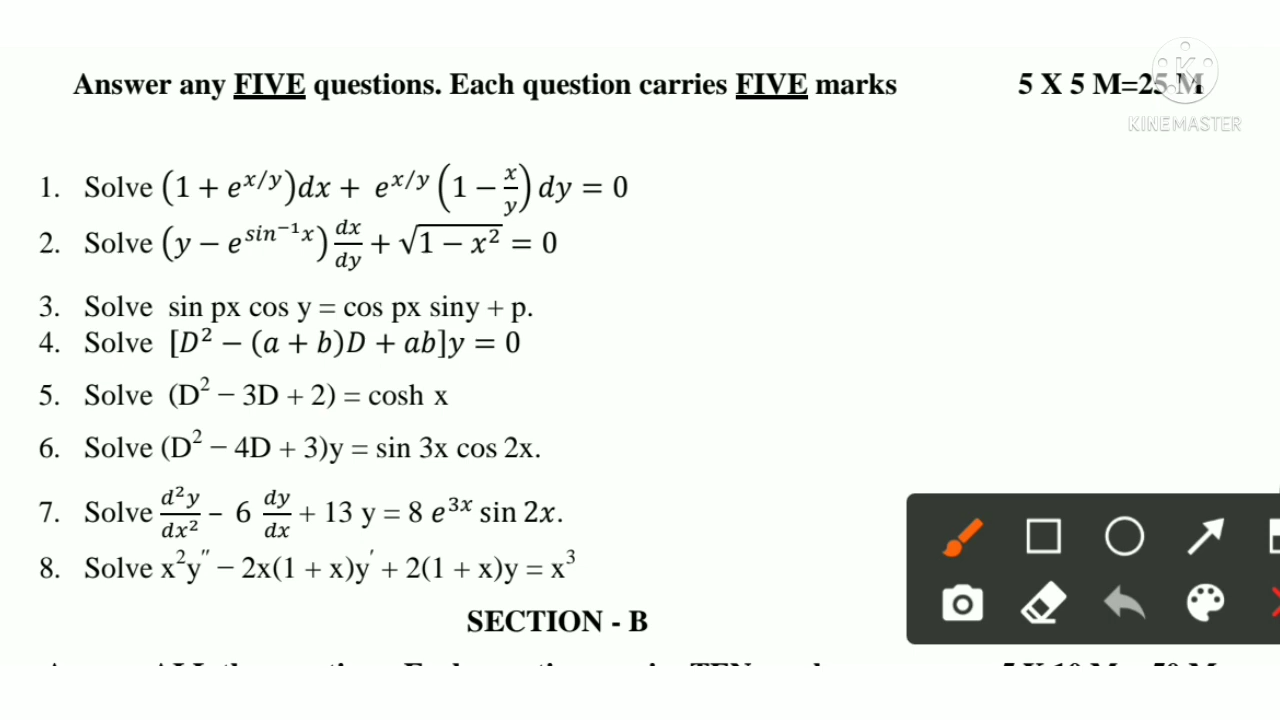 Answer any FIVE questions. Each question carries FIVE marks 5 X 5 M=25 M
KINEMASTER
1. Solve (1 + e^{x/y})dx + e^{x/y}(1 − x/y)dy = 0
2. Solve (y − e^{sin^{−1}x}) dx/dy + √(1 − x²) = 0
3. Solve sin px cos y = cos px siny + p.
4. Solve [D² − (a + b)D + ab]y = 0
5. Solve (D² − 3D + 2) = cosh x
6. Solve (D² − 4D + 3)y = sin 3x cos 2x.
7. Solve d²y/dx² − 6 dy/dx + 13 y = 8 e^{3x} sin 2x.
8. Solve x²y″ − 2x(1 + x)y′ + 2(1 + x)y = x³
SECTION - B